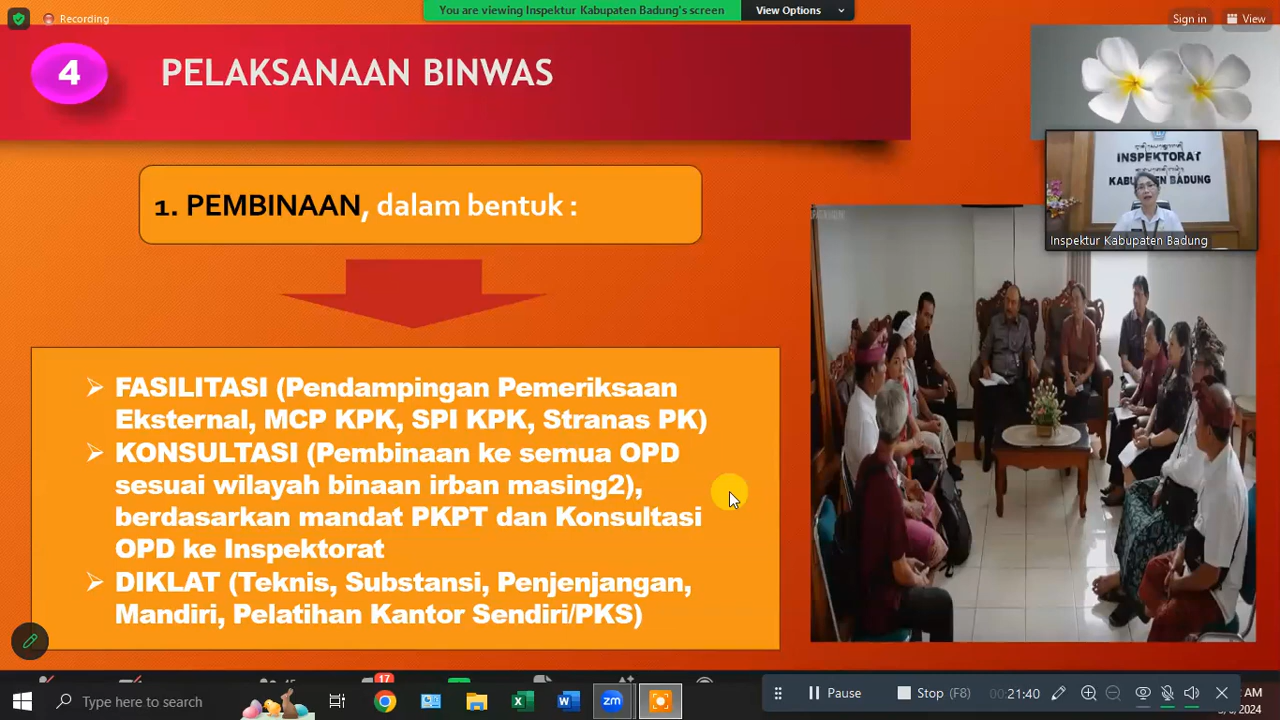 Recording
You are viewing Inspektur Kabupaten Badung's screen
View Options
Sign in
View
4
PELAKSANAAN BINWAS
INSPEKTORAT
KABUPATEN BADUNG
Inspektur Kabupaten Badung
1. PEMBINAAN, dalam bentuk :
FASILITASI (Pendampingan Pemeriksaan
Eksternal, MCP KPK, SPI KPK, Stranas PK)
KONSULTASI (Pembinaan ke semua OPD
sesuai wilayah binaan irban masing2),
berdasarkan mandat PKPT dan Konsultasi
OPD ke Inspektorat
DIKLAT (Teknis, Substansi, Penjenjangan,
Mandiri, Pelatihan Kantor Sendiri/PKS)
17
Type here to search
zm
Pause
Stop (F8)
00:21:40
AM
2024